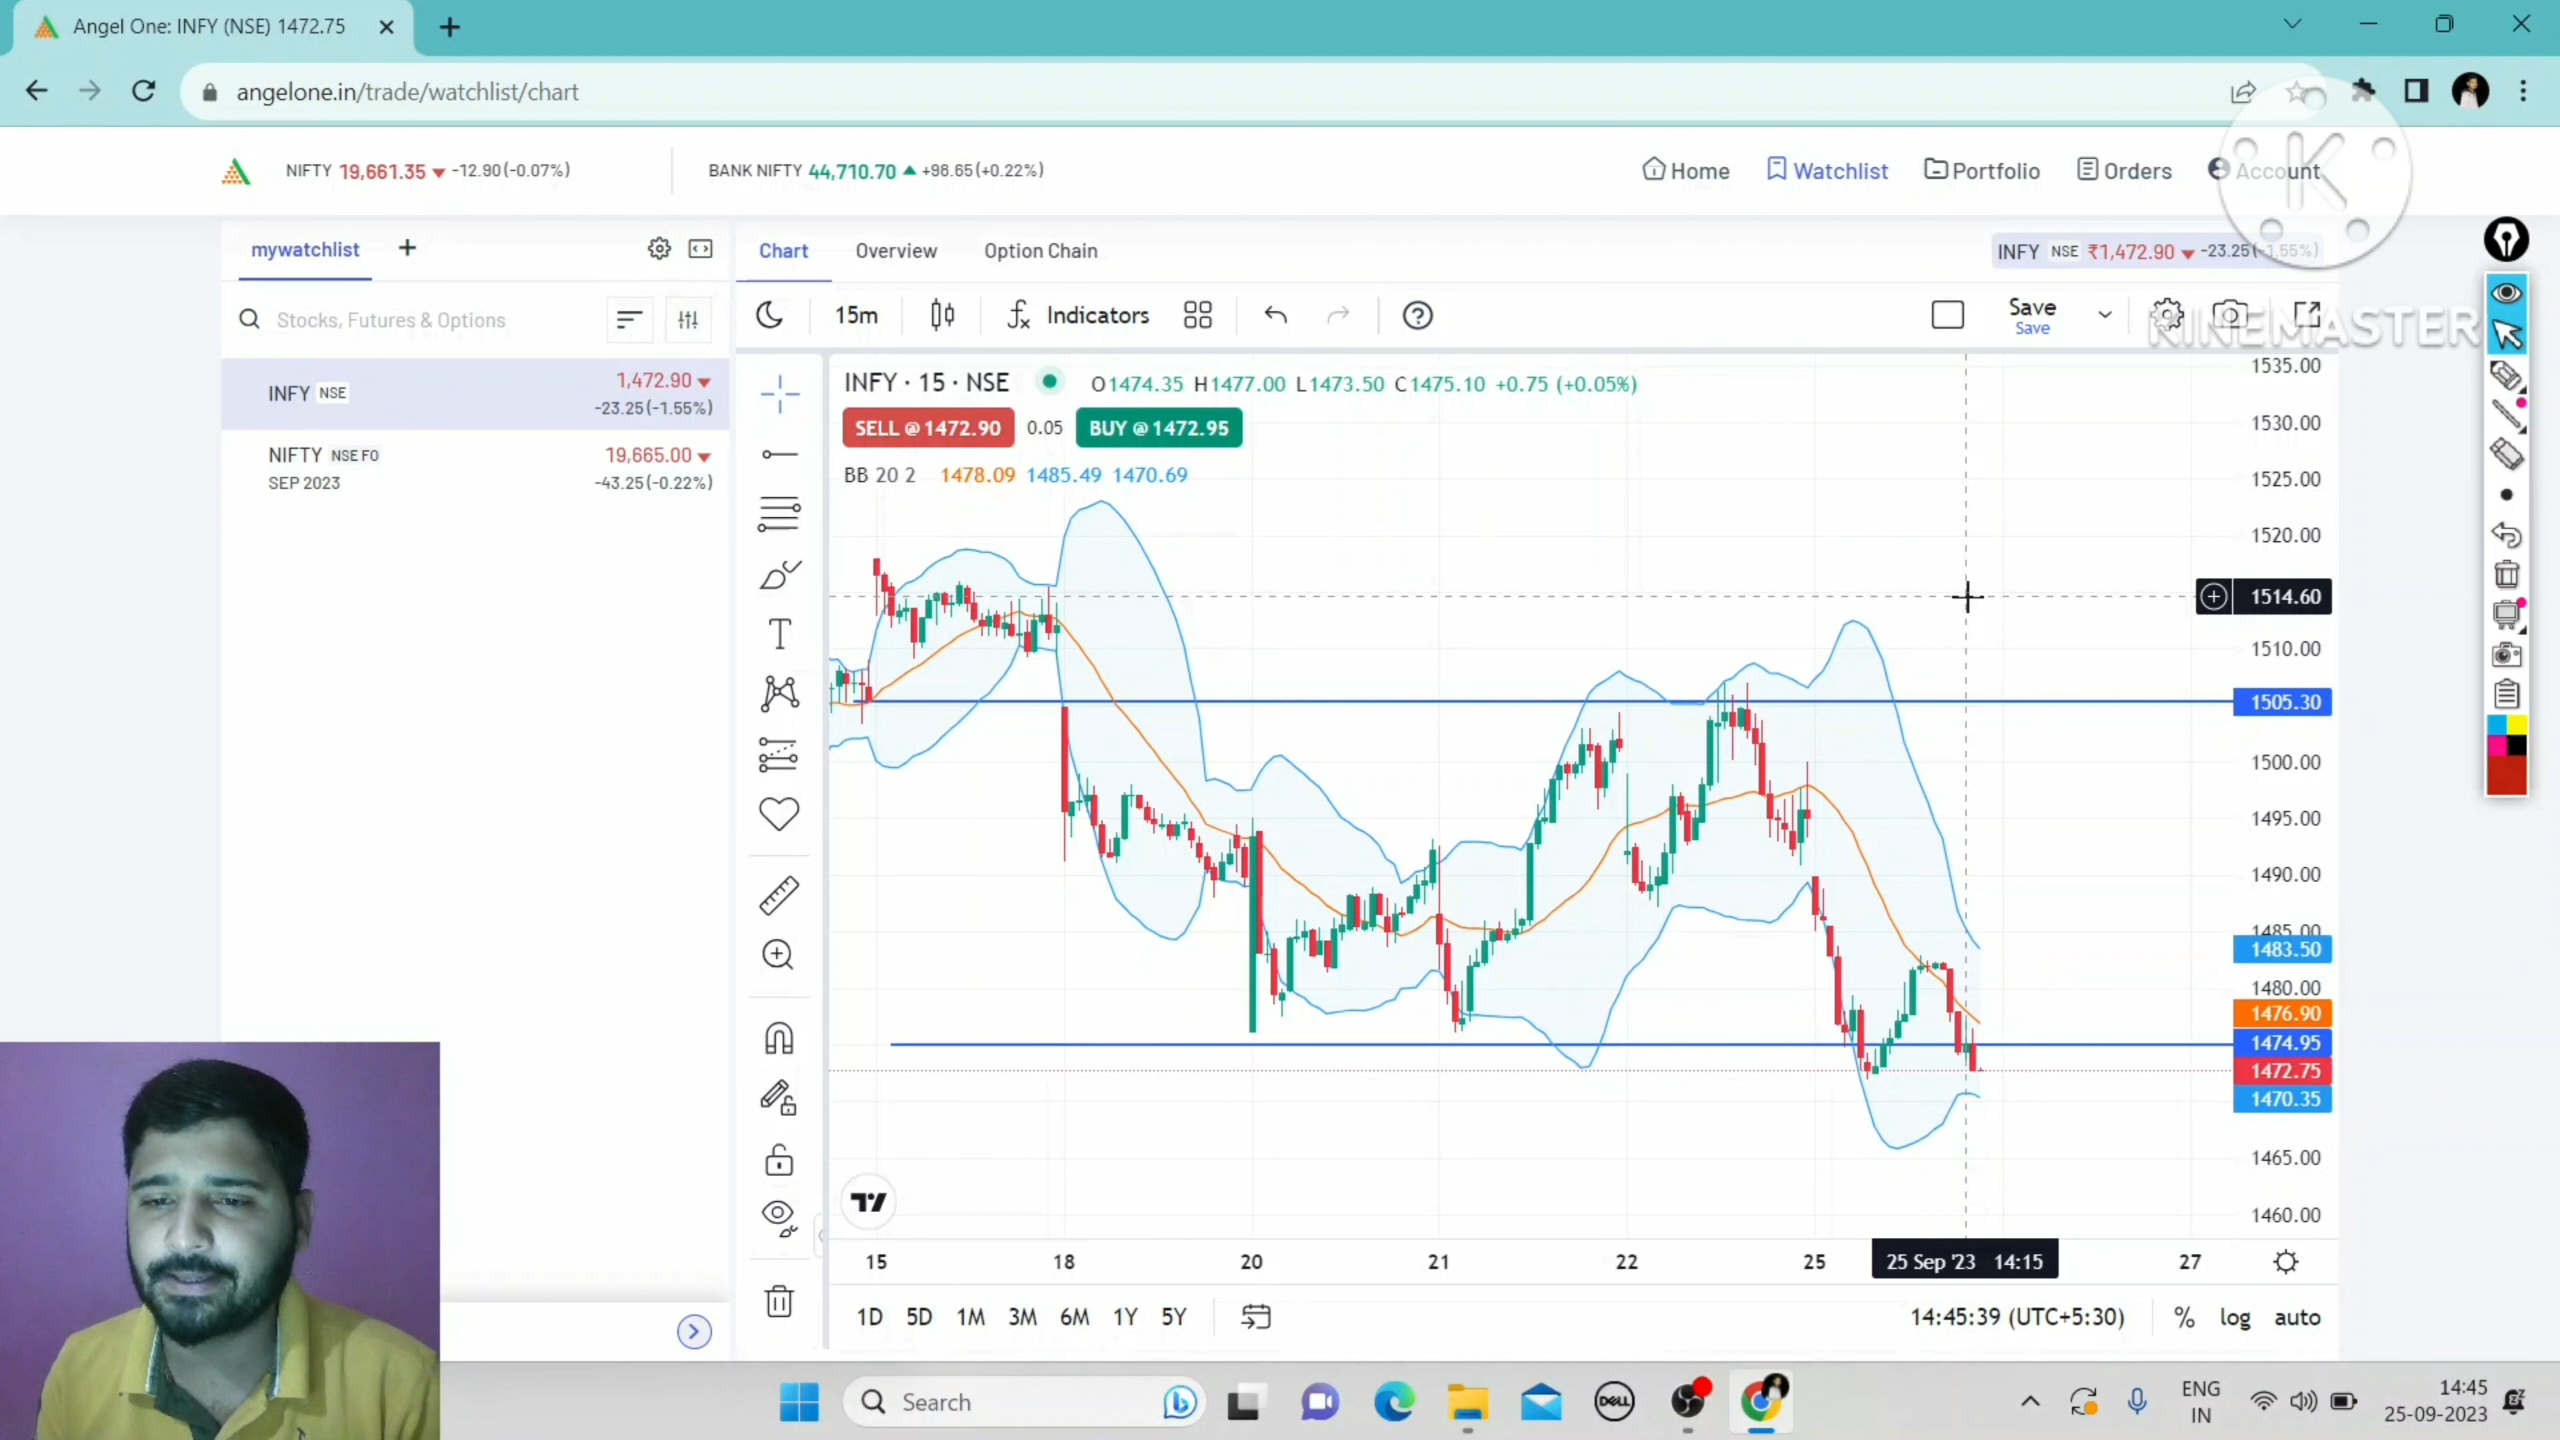 Angel One: INFY (NSE) 1472.75
angelone.in/trade/watchlist/chart
NIFTY 19,661.35 -12.90(-0.07%)
BANK NIFTY 44,710.70 +98.65(+0.22%)
Home
Watchlist
Portfolio
Orders
Account
K
KINEMASTER
mywatchlist
Chart
Overview
Option Chain
INFY NSE ₹1,472.90 -23.25(-1.55%)
Stocks, Futures & Options
15m
Indicators
Save
Save
INFY NSE
1,472.90
-23.25(-1.55%)
NIFTY NSE FO
SEP 2023
19,665.00
-43.25(-0.22%)
INFY · 15 · NSE
O1474.35 H1477.00 L1473.50 C1475.10 +0.75 (+0.05%)
SELL @ 1472.90
0.05
BUY @ 1472.95
BB 20 2 1478.09 1485.49 1470.69
1535.00
1530.00
1525.00
1520.00
1514.60
1510.00
1505.30
1500.00
1495.00
1490.00
1485.00
1483.50
1480.00
1476.90
1474.95
1472.75
1470.35
1465.00
1460.00
15
18
20
21
22
25
25 Sep '23 14:15
27
1D 5D 1M 3M 6M 1Y 5Y
14:45:39 (UTC+5:30)
%
log
auto
Search
DELL
ENG
IN
14:45
25-09-2023